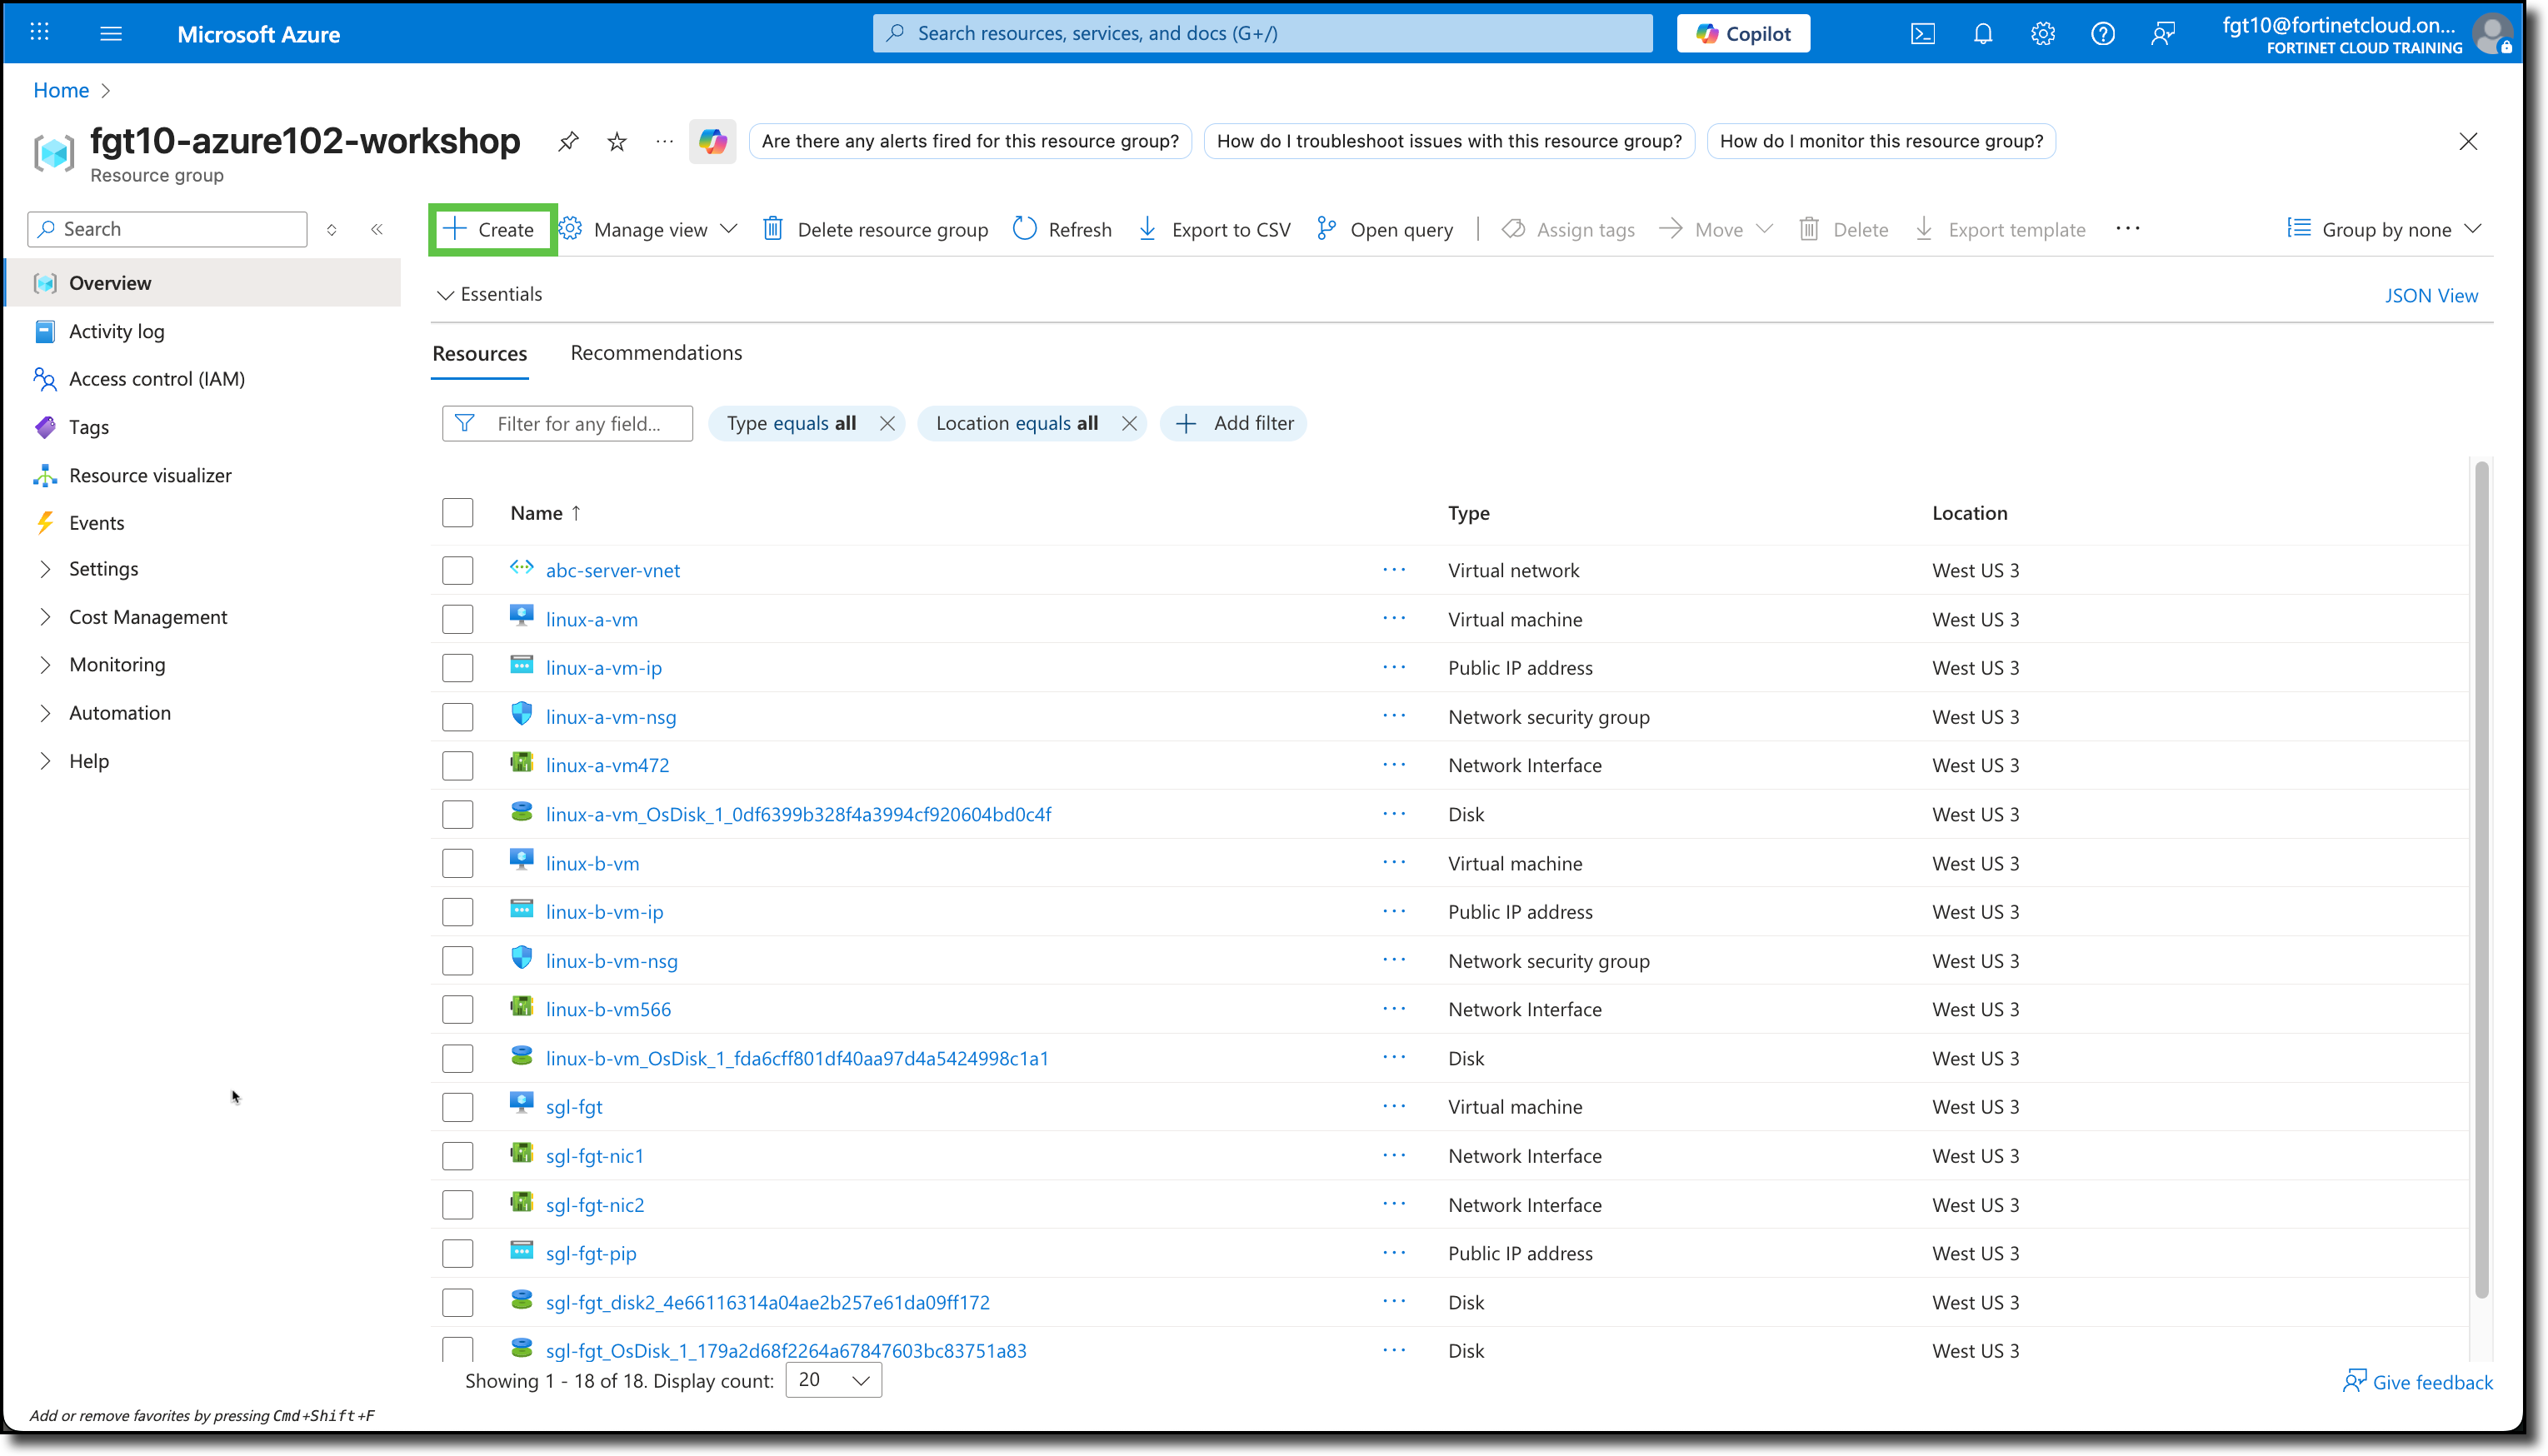 Microsoft Azure
Search resources, services, and docs (G+/)
Copilot
fgt10@fortinetcloud.on...
FORTINET CLOUD TRAINING
Home
fgt10-azure102-workshop
Resource group
Are there any alerts fired for this resource group?
How do I troubleshoot issues with this resource group?
How do I monitor this resource group?
Search
Create
Manage view
Delete resource group
Refresh
Export to CSV
Open query
Assign tags
Move
Delete
Export template
Group by none
Overview
Activity log
Access control (IAM)
Tags
Resource visualizer
Events
Settings
Cost Management
Monitoring
Automation
Help
Essentials
JSON View
Resources
Recommendations
Filter for any field...
Type equals all
Location equals all
Add filter
Name ↑ Type Location
abc-server-vnet ... Virtual network West US 3
linux-a-vm ... Virtual machine West US 3
linux-a-vm-ip ... Public IP address West US 3
linux-a-vm-nsg ... Network security group West US 3
linux-a-vm472 ... Network Interface West US 3
linux-a-vm_OsDisk_1_0df6399b328f4a3994cf920604bd0c4f ... Disk West US 3
linux-b-vm ... Virtual machine West US 3
linux-b-vm-ip ... Public IP address West US 3
linux-b-vm-nsg ... Network security group West US 3
linux-b-vm566 ... Network Interface West US 3
linux-b-vm_OsDisk_1_fda6cff801df40aa97d4a5424998c1a1 ... Disk West US 3
sgl-fgt ... Virtual machine West US 3
sgl-fgt-nic1 ... Network Interface West US 3
sgl-fgt-nic2 ... Network Interface West US 3
sgl-fgt-pip ... Public IP address West US 3
sgl-fgt_disk2_4e66116314a04ae2b257e61da09ff172 ... Disk West US 3
sgl-fgt_OsDisk_1_179a2d68f2264a67847603bc83751a83 ... Disk West US 3
Showing 1 - 18 of 18. Display count: 20
Give feedback
Add or remove favorites by pressing Cmd+Shift+F